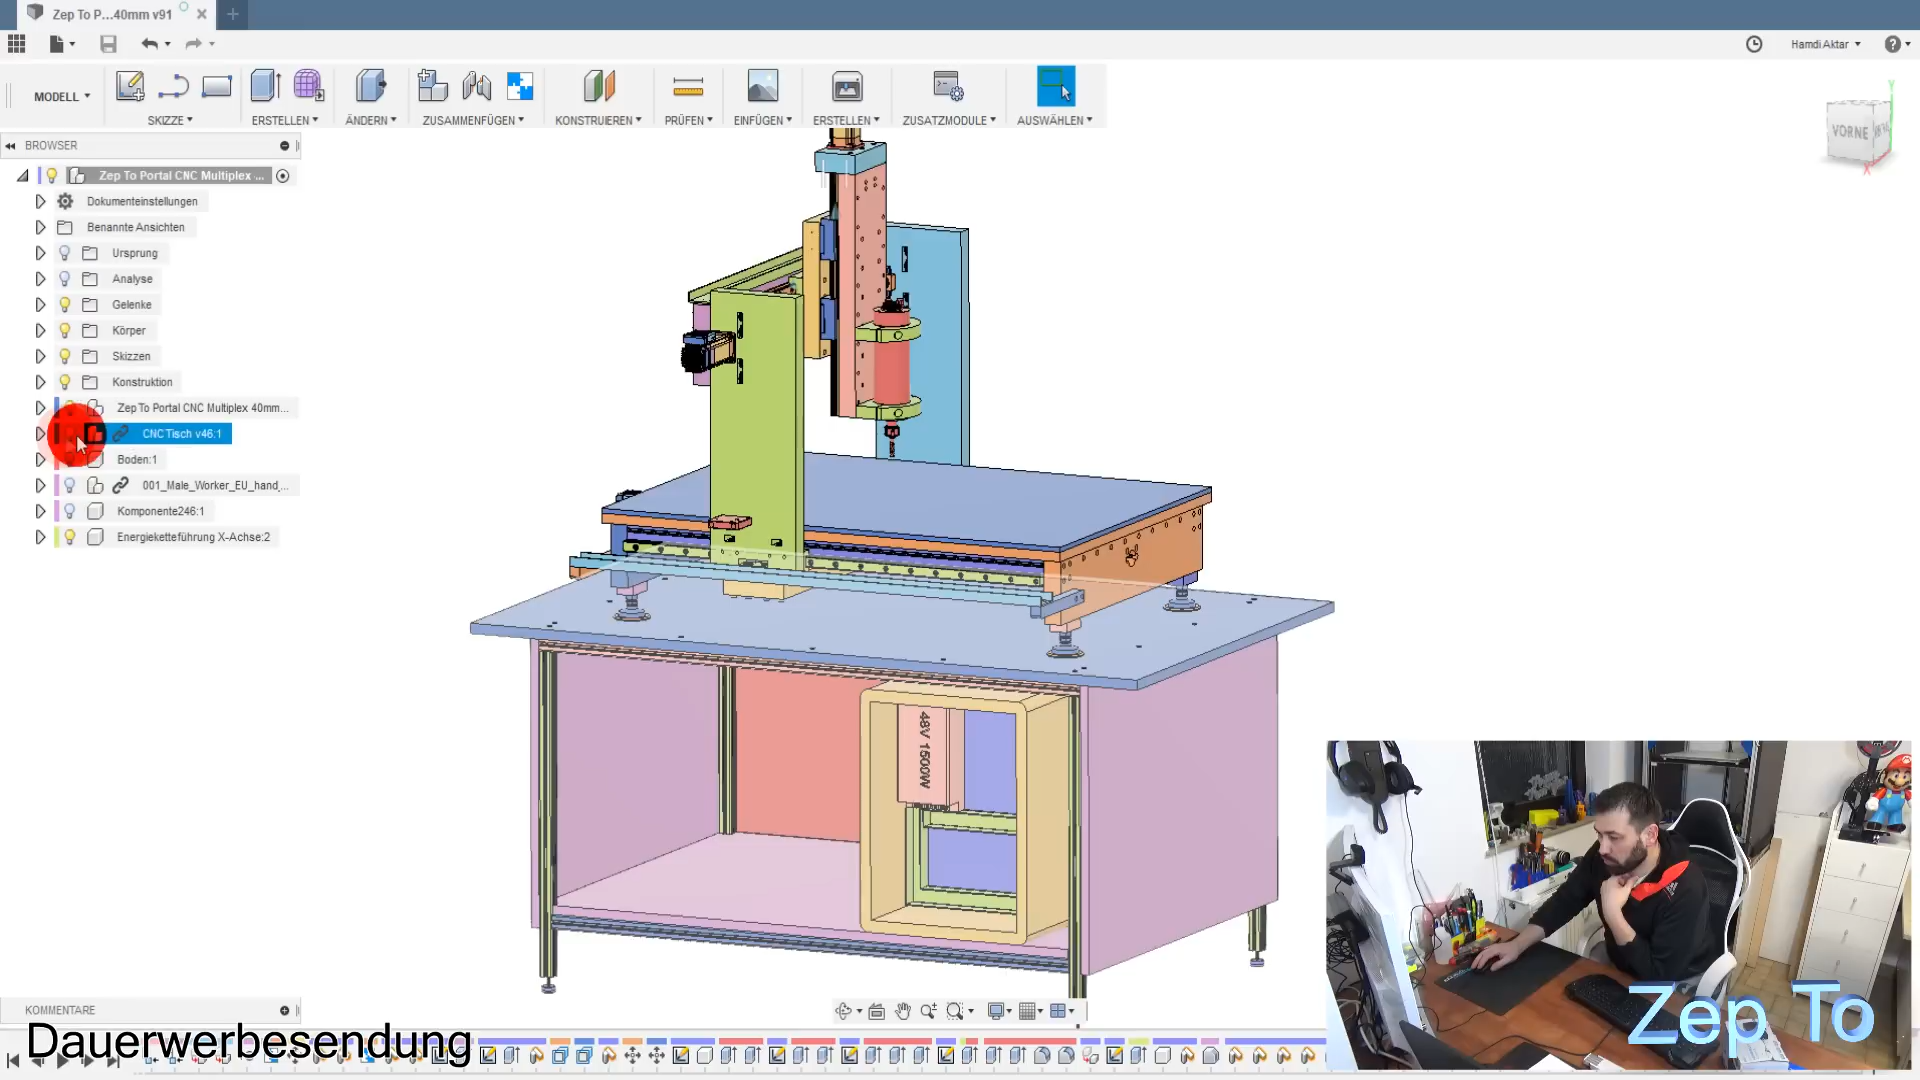 Zep To P...40mm v91
Hamdi Aktar
MODELL
SKIZZE
ERSTELLEN
ÄNDERN
ZUSAMMENFÜGEN
KONSTRUIEREN
PRÜFEN
EINFÜGEN
ERSTELLEN
ZUSATZMODULE
AUSWÄHLEN
Y
VORNE
X
BROWSER
Zep To Portal CNC Multiplex ...
Dokumenteinstellungen
Benannte Ansichten
Ursprung
Analyse
Gelenke
Körper
Skizzen
Konstruktion
Zep To Portal CNC Multiplex 40mm...
CNC Tisch v46:1
Boden:1
001_Male_Worker_EU_hand_...
Komponente246:1
Energieketteführung X-Achse:2
48V 1500W
KOMMENTARE
Dauerwerbesendung
Zep To